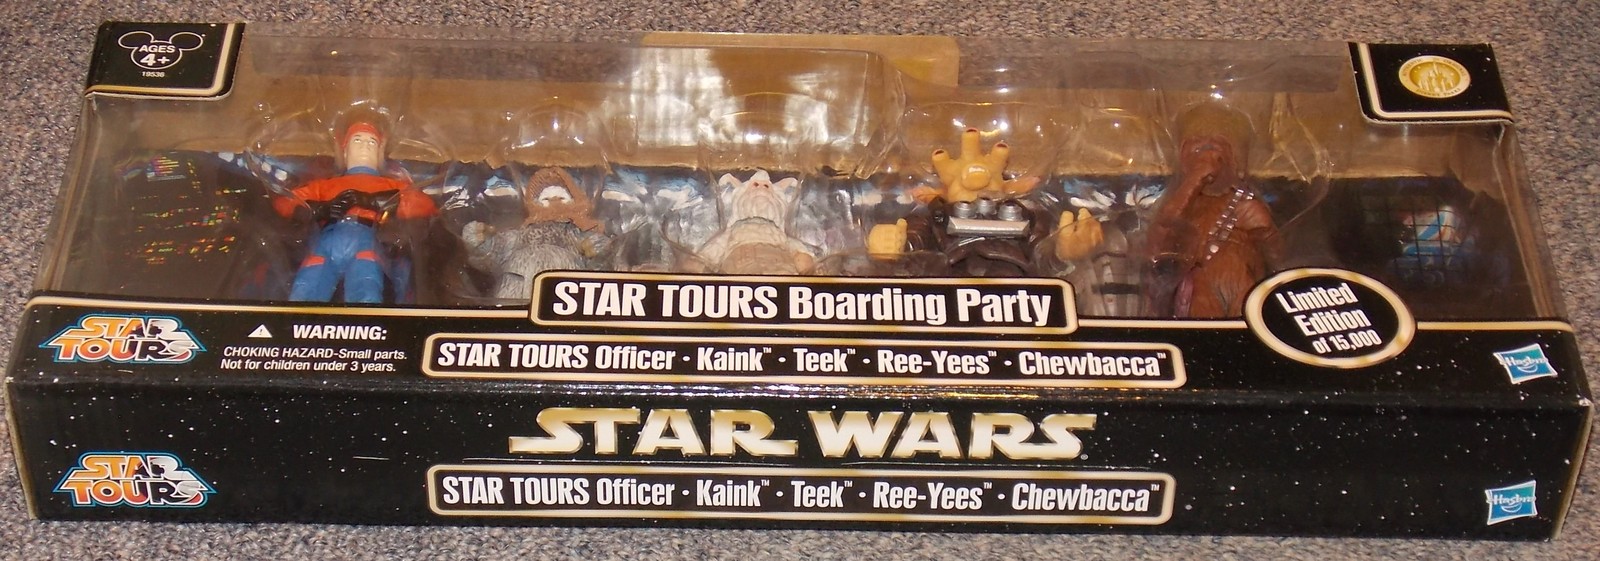 AGES
4+
19536
STAR TOURS Boarding Party
Limited
Edition
of 15,000
STAR
TOURS
WARNING:
CHOKING HAZARD-Small parts.
Not for children under 3 years.
STAR TOURS Officer · Kaink™ · Teek™ · Ree-Yees™ · Chewbacca™
Hasbro
STAR WARS®
STAR
TOURS
STAR TOURS Officer · Kaink™ · Teek™ · Ree-Yees™ · Chewbacca™
Hasbro